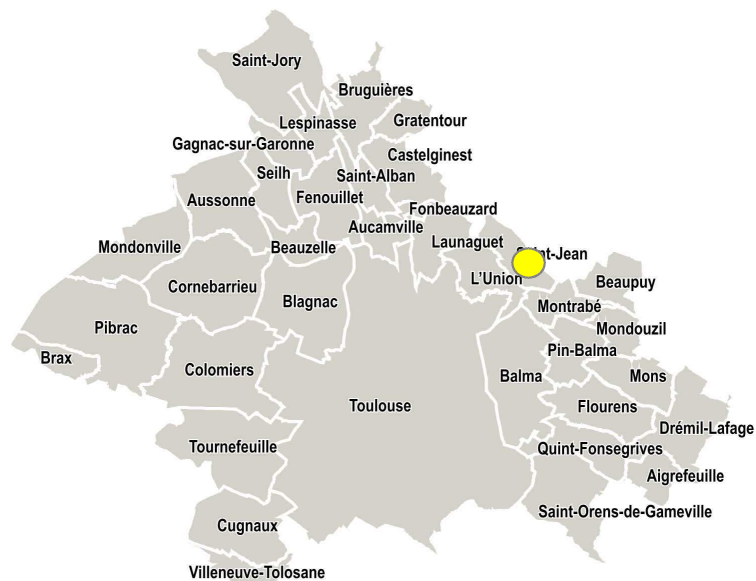 Saint-Jory
Bruguières
Lespinasse
Gratentour
Gagnac-sur-Garonne
Castelginest
Seilh
Saint-Alban
Aussonne
Fenouillet
Fonbeauzard
Aucamville
Launaguet
Mondonville
Beauzelle
Saint-Jean
L'Union
Beaupuy
Cornebarrieu
Blagnac
Montrabé
Pibrac
Mondouzil
Pin-Balma
Brax
Colomiers
Balma
Mons
Toulouse
Flourens
Drémil-Lafage
Tournefeuille
Quint-Fonsegrives
Aigrefeuille
Saint-Orens-de-Gameville
Cugnaux
Villeneuve-Tolosane